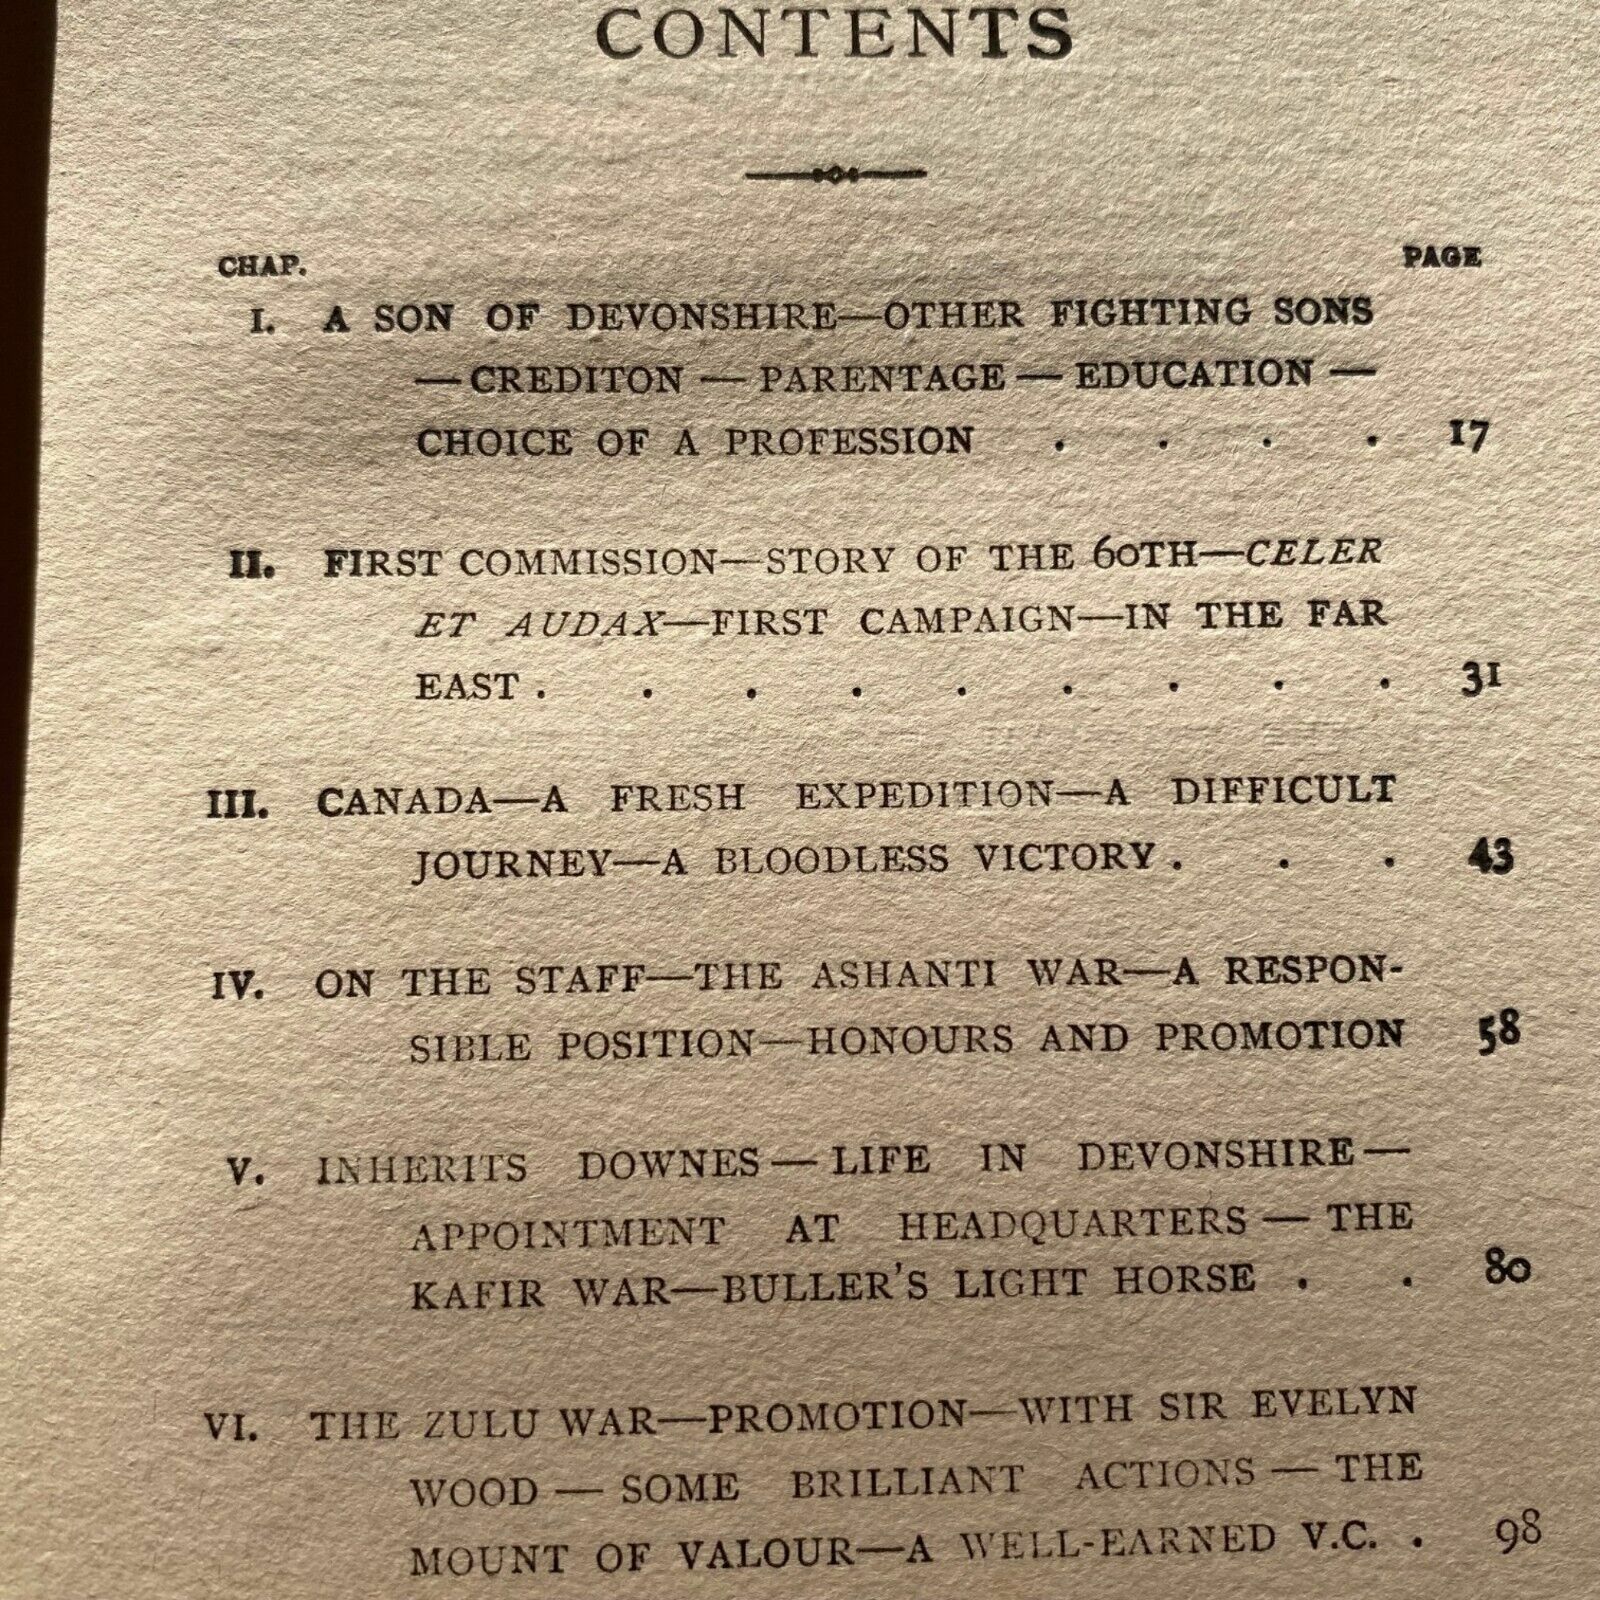 CONTENTS
CHAP. PAGE
I. A SON OF DEVONSHIRE—OTHER FIGHTING SONS
—CREDITON — PARENTAGE — EDUCATION —
CHOICE OF A PROFESSION . . . . 17
II. FIRST COMMISSION—STORY OF THE 60TH—CELER
ET AUDAX—FIRST CAMPAIGN—IN THE FAR
EAST . . . . . . . . . 31
III. CANADA—A FRESH EXPEDITION—A DIFFICULT
JOURNEY—A BLOODLESS VICTORY . . . 43
IV. ON THE STAFF—THE ASHANTI WAR—A RESPON-
SIBLE POSITION—HONOURS AND PROMOTION 58
V. INHERITS DOWNES — LIFE IN DEVONSHIRE —
APPOINTMENT AT HEADQUARTERS — THE
KAFIR WAR—BULLER'S LIGHT HORSE . . 80
VI. THE ZULU WAR—PROMOTION—WITH SIR EVELYN
WOOD — SOME BRILLIANT ACTIONS — THE
MOUNT OF VALOUR—A WELL-EARNED V.C. . 98